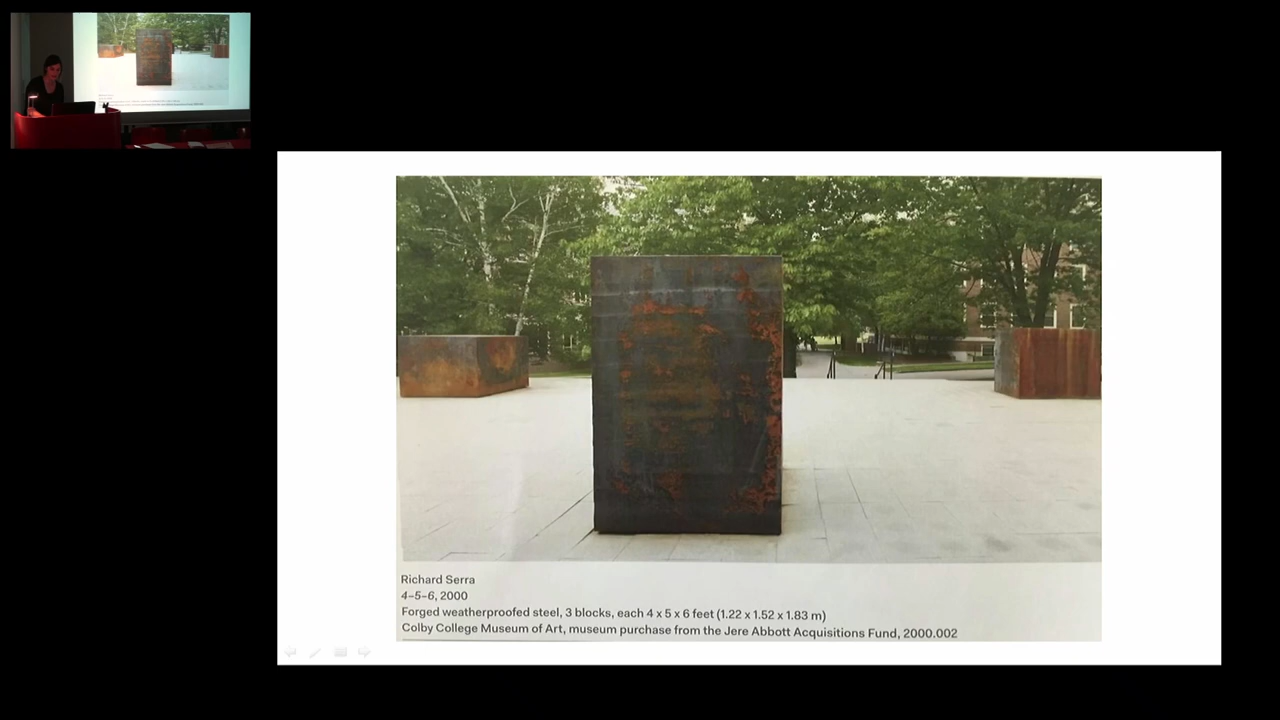 Richard Serra
4–5–6, 2000
Forged weatherproofed steel, 3 blocks, each 4 x 5 x 6 feet (1.22 x 1.52 x 1.83 m)
Colby College Museum of Art, museum purchase from the Jere Abbott Acquisitions Fund, 2000.002